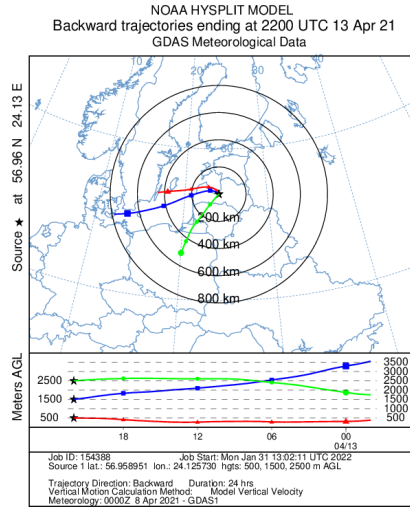 NOAA HYSPLIT MODEL
Backward trajectories ending at 2200 UTC 13 Apr 21
GDAS Meteorological Data
Source ★ at 56.96 N 24.13 E
10
20
30
200 km
400 km
600 km
800 km
Meters AGL
2500
1500
500
3500
3000
2500
2000
1500
1000
500
18
12
06
00
04/13
Job ID: 154388 Job Start: Mon Jan 31 13:02:11 UTC 2022
Source 1 lat.: 56.958951 lon.: 24.125730 hgts: 500, 1500, 2500 m AGL
Trajectory Direction: Backward Duration: 24 hrs
Vertical Motion Calculation Method: Model Vertical Velocity
Meteorology: 0000Z 8 Apr 2021 - GDAS1